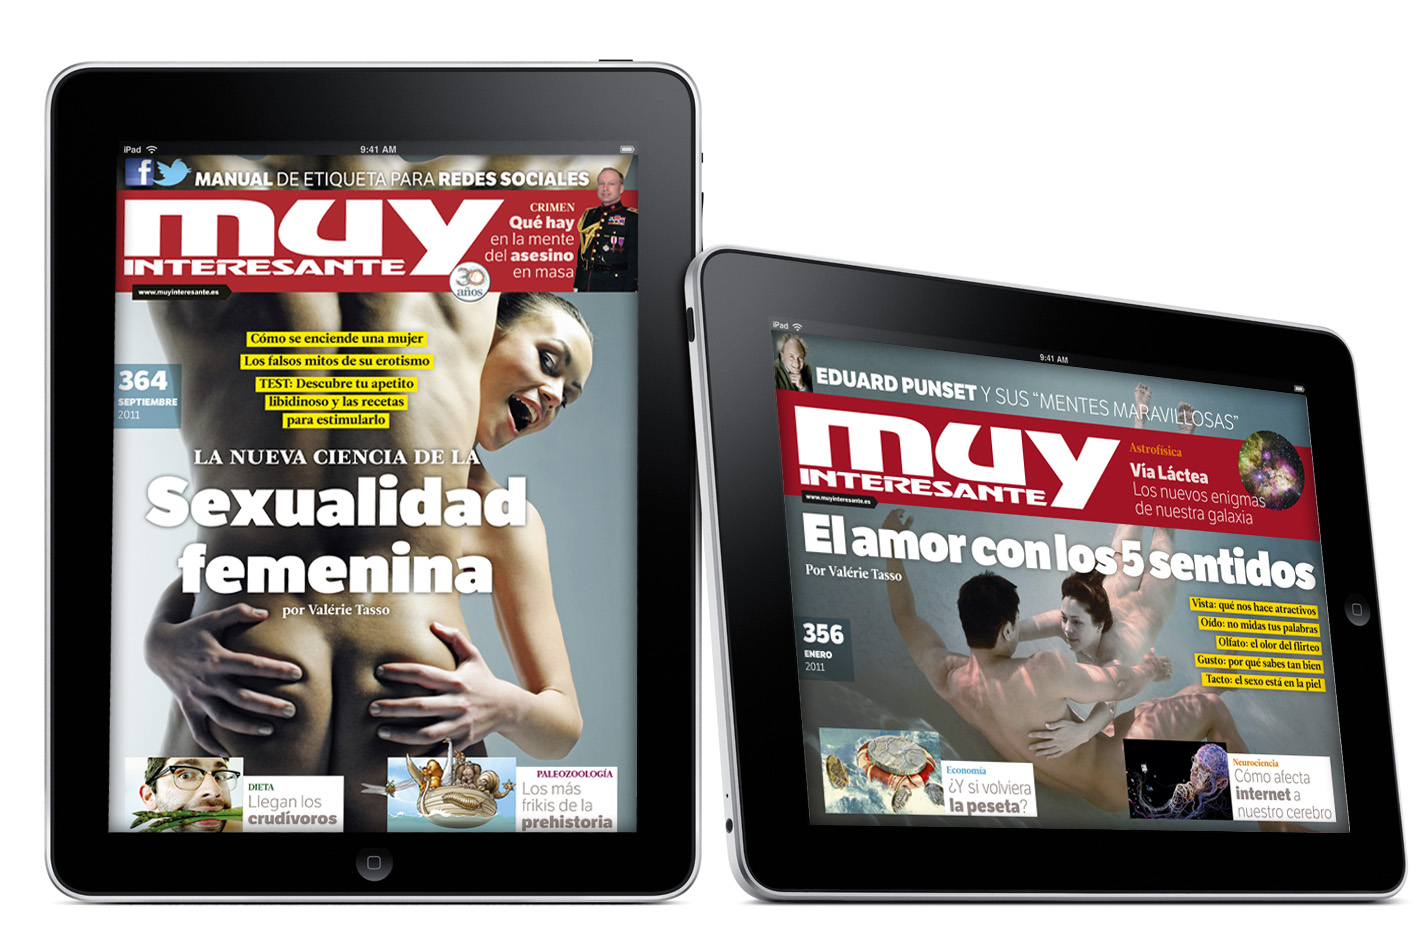 iPad
9:41 AM
MANUAL DE ETIQUETA PARA REDES SOCIALES
muy
INTERESANTE
30
años
www.muyinteresante.es
CRIMEN
Qué hay
en la mente
del asesino
en masa
Cómo se enciende una mujer
Los falsos mitos de su erotismo
TEST: Descubre tu apetito
libidinoso y las recetas
para estimularlo
364
SEPTIEMBRE
2011
LA NUEVA CIENCIA DE LA
Sexualidad
femenina
por Valérie Tasso
DIETA
Llegan los
crudívoros
PALEOZOOLOGÍA
Los más
frikis de la
prehistoria
iPad
9:41 AM
EDUARD PUNSET Y SUS "MENTES MARAVILLOSAS"
muy
INTERESANTE
www.muyinteresante.es
Astrofísica
Vía Láctea
Los nuevos enigmas
de nuestra galaxia
El amor con los 5 sentidos
Por Valérie Tasso
Vista: qué nos hace atractivos
Oído: no midas tus palabras
Olfato: el olor del flirteo
Gusto: por qué sabes tan bien
Tacto: el sexo está en la piel
356
ENERO
2011
Economía
¿Y si volviera
la peseta?
Neurociencia
Cómo afecta
internet a
nuestro cerebro